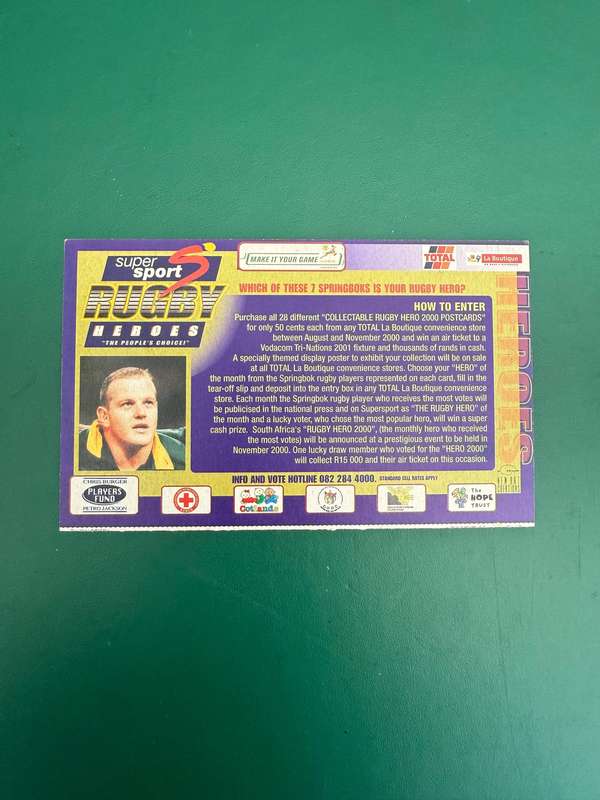 super
sport
RUGBY
HEROES
"THE PEOPLE'S CHOICE!"
MAKE IT YOUR GAME
TOTAL
La Boutique
WHICH OF THESE 7 SPRINGBOKS IS YOUR RUGBY HERO?
HOW TO ENTER
Purchase all 28 different "COLLECTABLE RUGBY HERO 2000 POSTCARDS"
for only 50 cents each from any TOTAL La Boutique convenience store
between August and November 2000 and win an air ticket to a
Vodacom Tri-Nations 2001 fixture and thousands of rands in cash.
A specially themed display poster to exhibit your collection will be on sale
at all TOTAL La Boutique convenience stores. Choose your "HERO" of
the month from the Springbok rugby players represented on each card, fill in the
tear-off slip and deposit into the entry box in any TOTAL La Boutique convenience
store. Each month the Springbok rugby player who receives the most votes will
be publicised in the national press and on Supersport as "THE RUGBY HERO" of
the month and a lucky voter, who chose the most popular hero, will win a super
cash prize. South Africa's "RUGBY HERO 2000", (the monthly hero who received
the most votes) will be announced at a prestigious event to be held in
November 2000. One lucky draw member who voted for the "HERO 2000"
will collect R15 000 and their air ticket on this occasion.
HEROES
INFO AND VOTE HOTLINE 082 284 4000. STANDARD CELL RATES APPLY
CHRIS BURGER
PLAYERS
FUND
PETRO JACKSON
Cotlands
The
HOPE
TRUST